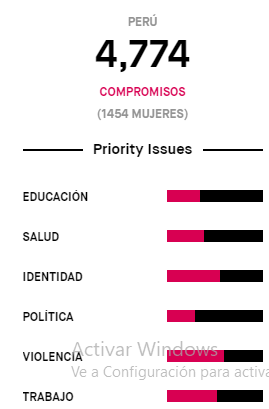 PERÚ
4,774
COMPROMISOS
(1454 MUJERES)
Priority Issues
EDUCACIÓN
SALUD
IDENTIDAD
POLÍTICA
Activar Windows
VIOLENCIA
Ve a Configuración para activa
TRABAJO